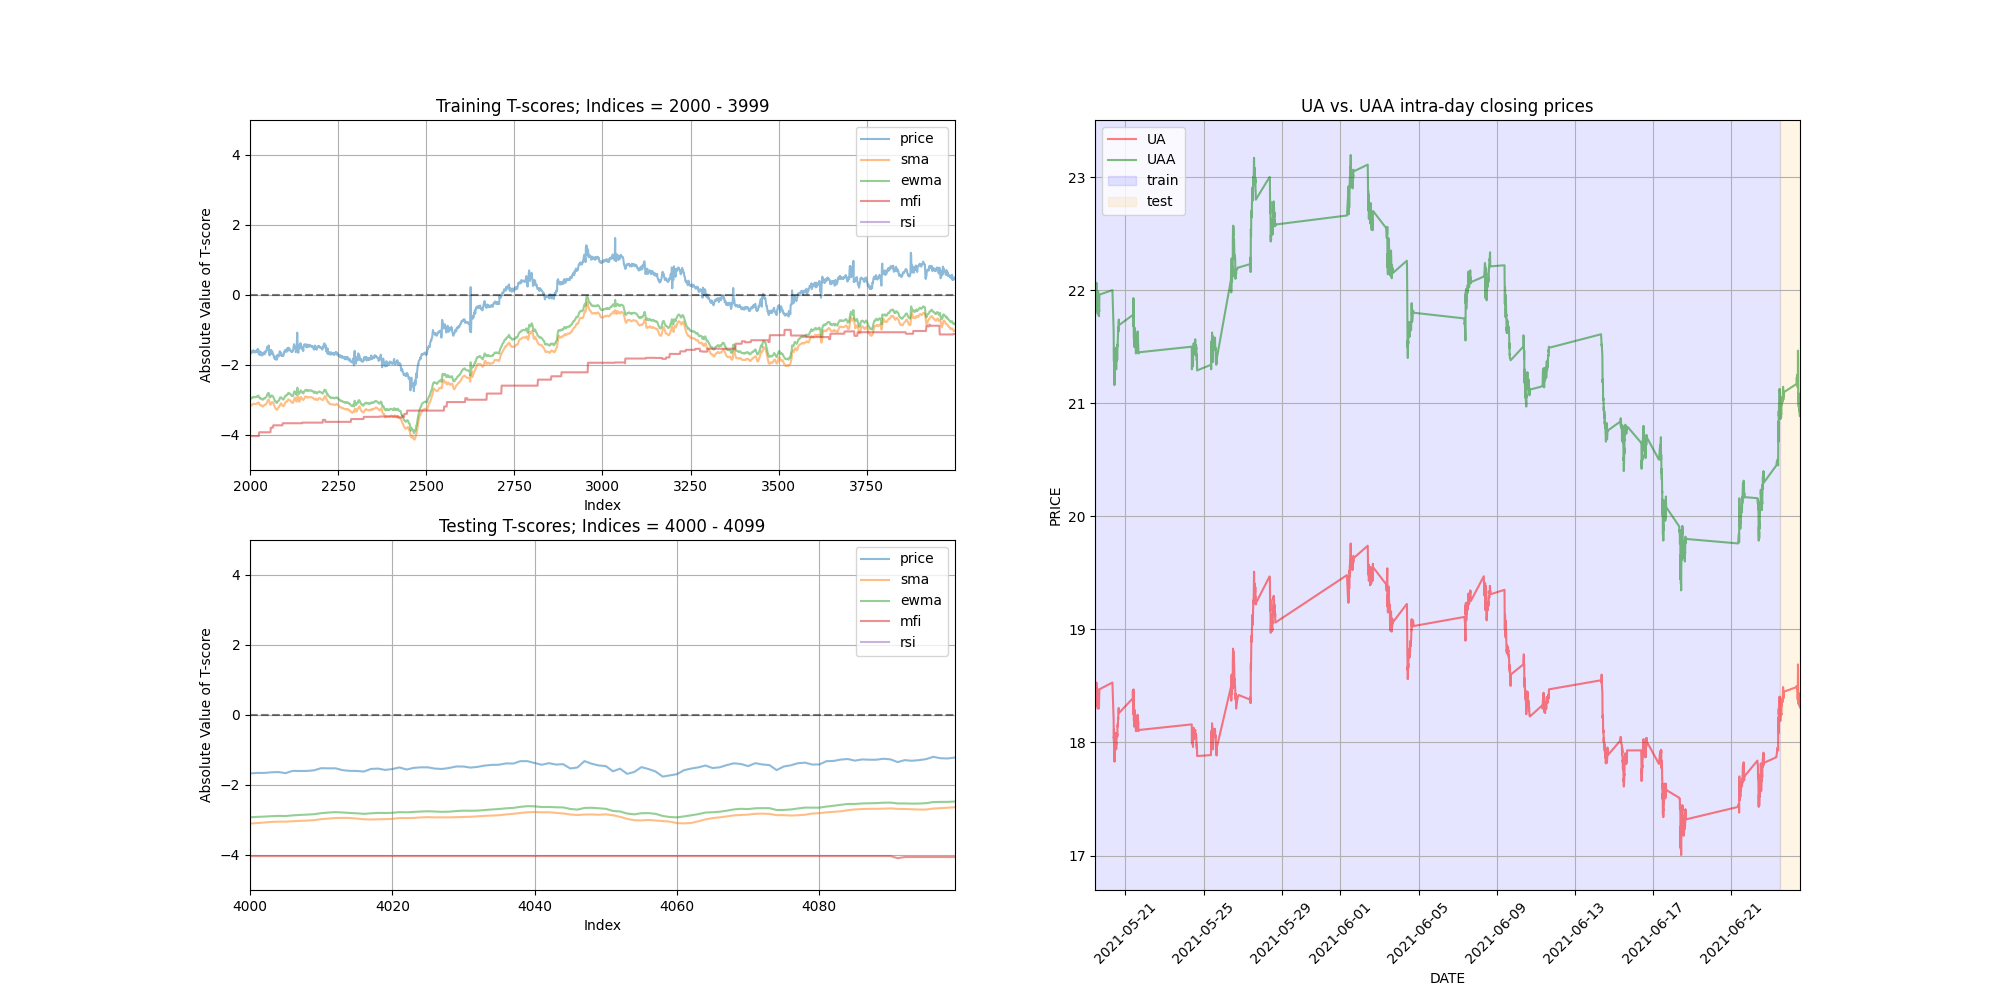 Training T-scores; Indices = 2000 - 3999
Absolute Value of T-score
4
2
0
−2
−4
price
sma
ewma
mfi
rsi
2000 2250 2500 2750 3000 3250 3500 3750
Index
Testing T-scores; Indices = 4000 - 4099
Absolute Value of T-score
4
2
0
−2
−4
price
sma
ewma
mfi
rsi
4000 4020 4040 4060 4080
Index
UA vs. UAA intra-day closing prices
PRICE
23
22
21
20
19
18
17
UA
UAA
train
test
2021-05-21 2021-05-25 2021-05-29 2021-06-01 2021-06-05 2021-06-09 2021-06-13 2021-06-17 2021-06-21
DATE